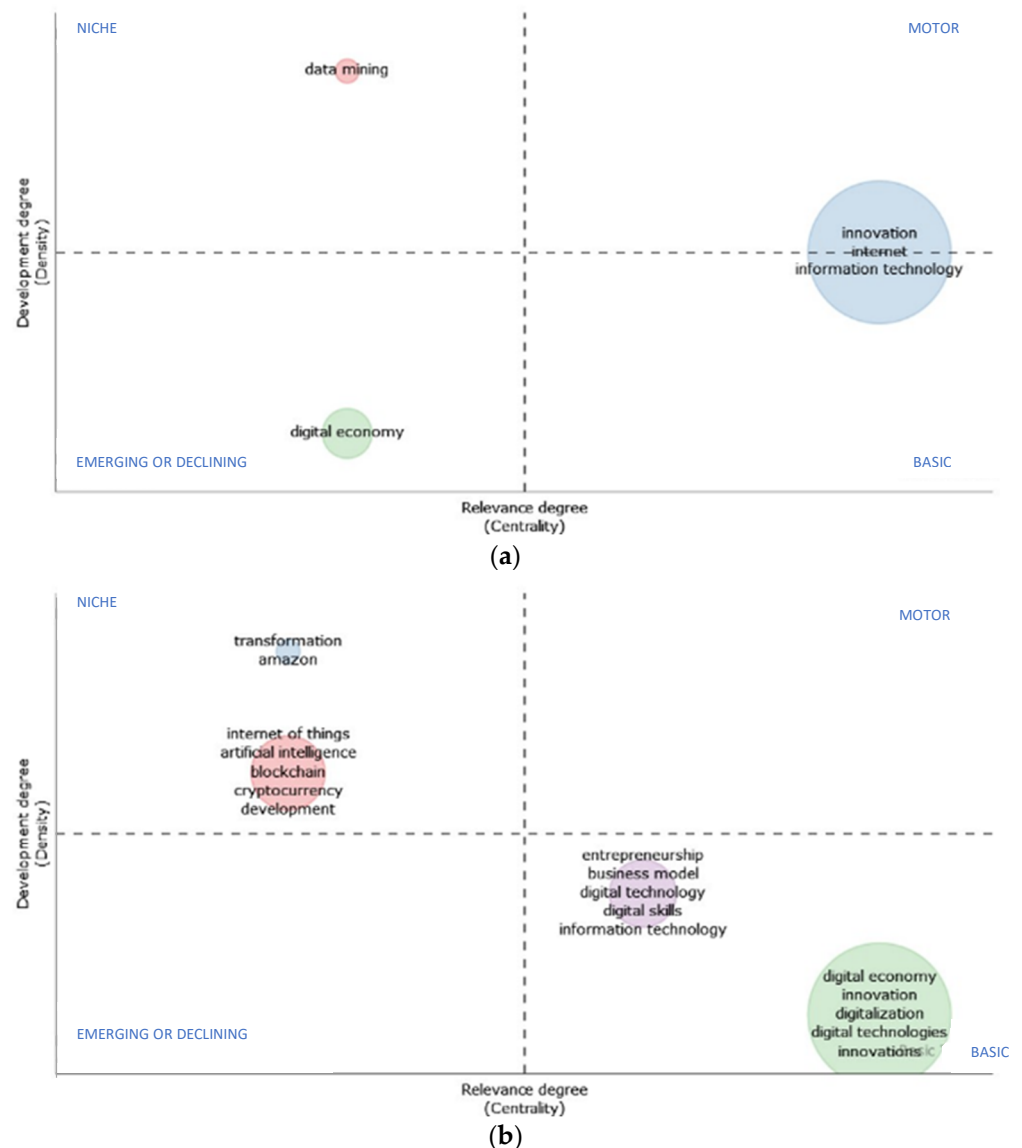 NICHE
MOTOR
data mining
Development degree
(Density)
innovation
internet
information technology
digital economy
EMERGING OR DECLINING
BASIC
Relevance degree
(Centrality)
(a)
NICHE
MOTOR
transformation
amazon
internet of things
artificial intelligence
blockchain
cryptocurrency
development
Development degree
(Density)
entrepreneurship
business model
digital technology
digital skills
information technology
digital economy
innovation
digitalization
digital technologies
innovations
Basic
EMERGING OR DECLINING
BASIC
Relevance degree
(Centrality)
(b)